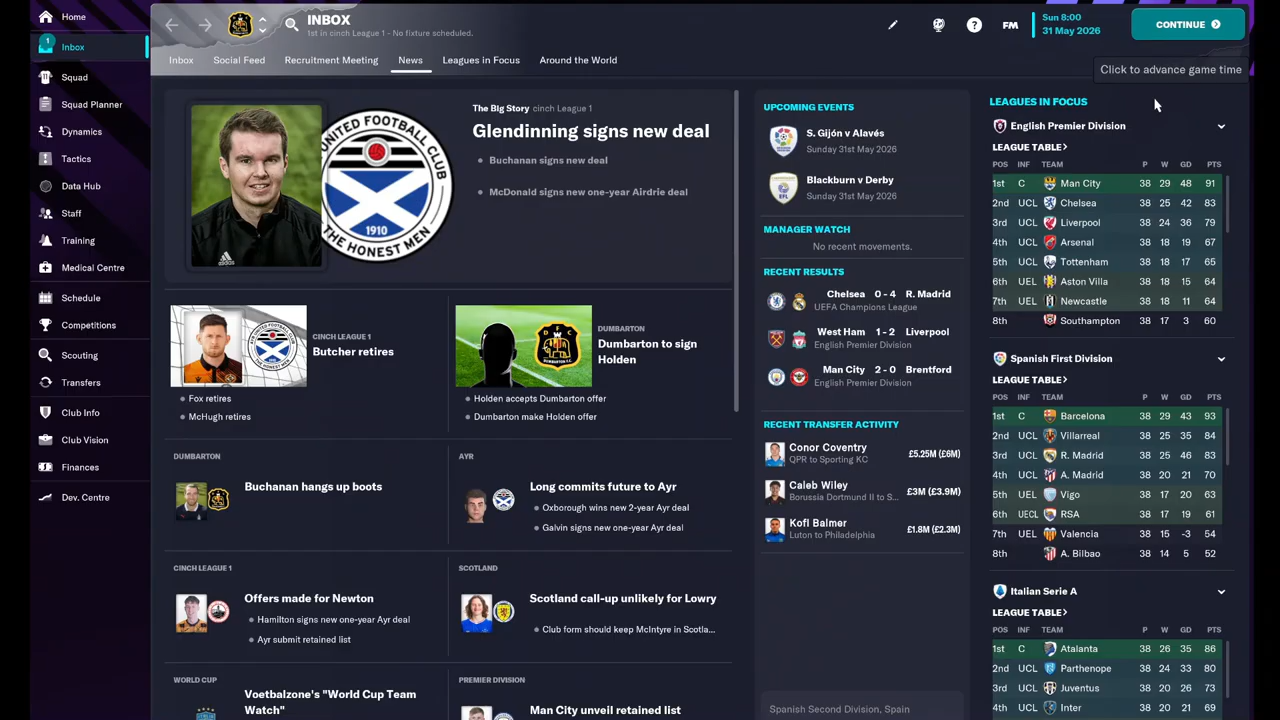 Home
INBOX
1st in cinch League 1 - No fixture scheduled.
FM
Sun 8:00
31 May 2026
CONTINUE
Click to advance game time
1
Inbox
Squad
Squad Planner
Dynamics
Tactics
Data Hub
Staff
Training
Medical Centre
Schedule
Competitions
Scouting
Transfers
Club Info
Club Vision
Finances
Dev. Centre
Inbox
Social Feed
Recruitment Meeting
News
Leagues in Focus
Around the World
UNITED FOOTBALL CLUB
1910
THE HONEST MEN
adidas
The Big Story cinch League 1
Glendinning signs new deal
Buchanan signs new deal
McDonald signs new one-year Airdrie deal
CINCH LEAGUE 1
Butcher retires
Fox retires
McHugh retires
DUMBARTON
Dumbarton to sign
Holden
Holden accepts Dumbarton offer
Dumbarton make Holden offer
DUMBARTON
Buchanan hangs up boots
AYR
Long commits future to Ayr
Oxborough wins new 2-year Ayr deal
Galvin signs new one-year Ayr deal
CINCH LEAGUE 1
Offers made for Newton
Hamilton signs new one-year Ayr deal
Ayr submit retained list
SCOTLAND
Scotland call-up unlikely for Lowry
Club form should keep McIntyre in Scotla...
WORLD CUP
Voetbalzone's "World Cup Team
Watch"
PREMIER DIVISION
Man City unveil retained list
UPCOMING EVENTS
S. Gijón v Alavés
Sunday 31st May 2026
Blackburn v Derby
Sunday 31st May 2026
MANAGER WATCH
No recent movements.
RECENT RESULTS
Chelsea 0 - 4 R. Madrid
UEFA Champions League
West Ham 1 - 2 Liverpool
English Premier Division
Man City 2 - 0 Brentford
English Premier Division
RECENT TRANSFER ACTIVITY
Conor Coventry
QPR to Sporting KC
£5.25M (£6M)
Caleb Wiley
Borussia Dortmund II to S...
£3M (£3.9M)
Kofi Balmer
Luton to Philadelphia
£1.8M (£2.3M)
Spanish Second Division, Spain
LEAGUES IN FOCUS
English Premier Division
LEAGUE TABLE
POS INF TEAM P W GD PTS
1st C Man City 38 29 48 91
2nd UCL Chelsea 38 25 42 83
3rd UCL Liverpool 38 24 36 79
4th UCL Arsenal 38 18 19 67
5th UCL Tottenham 38 18 17 65
6th UEL Aston Villa 38 18 15 64
7th UEL Newcastle 38 18 11 64
8th Southampton 38 17 3 60
Spanish First Division
LEAGUE TABLE
POS INF TEAM P W GD PTS
1st C Barcelona 38 29 43 93
2nd UCL Villarreal 38 25 35 84
3rd UCL R. Madrid 38 25 46 83
4th UCL A. Madrid 38 20 21 70
5th UEL Vigo 38 17 20 63
6th UECL RSA 38 17 19 61
7th UEL Valencia 38 15 -3 54
8th A. Bilbao 38 14 5 52
Italian Serie A
LEAGUE TABLE
POS INF TEAM P W GD PTS
1st C Atalanta 38 26 35 86
2nd UCL Parthenope 38 24 33 80
3rd UCL Juventus 38 20 26 73
4th UCL Inter 38 20 21 69